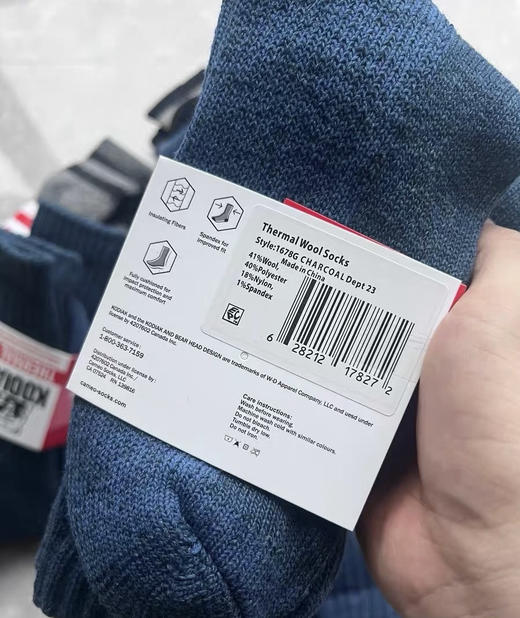 Insulating Fibers
Spandex for
improved fit
Fully cushioned for
impact protection and
maximum comfort
Thermal Wool Socks
Style:1678G CHARCOAL Dept 23
Made in China
41%Wool,
40%Polyester
18%Nylon,
1%Spandex
6 28212 17827 2
KODIAK and the KODIAK AND BEAR HEAD DESIGN are trademarks of W-D Apparel Company, LLC and used under
license by 4207602 Canada Inc.
Customer service :
1-800-363-7159
Distribution under license by :
4207602 Canada Inc./
Cameo Socks, LLC/
CA 07524 RN 139816
cameo-socks.com
Care instructions:
Wash before wearing.
Machine wash cold with similar colours.
Do not bleach.
Tumble dry low.
Do not iron.
KODIAK